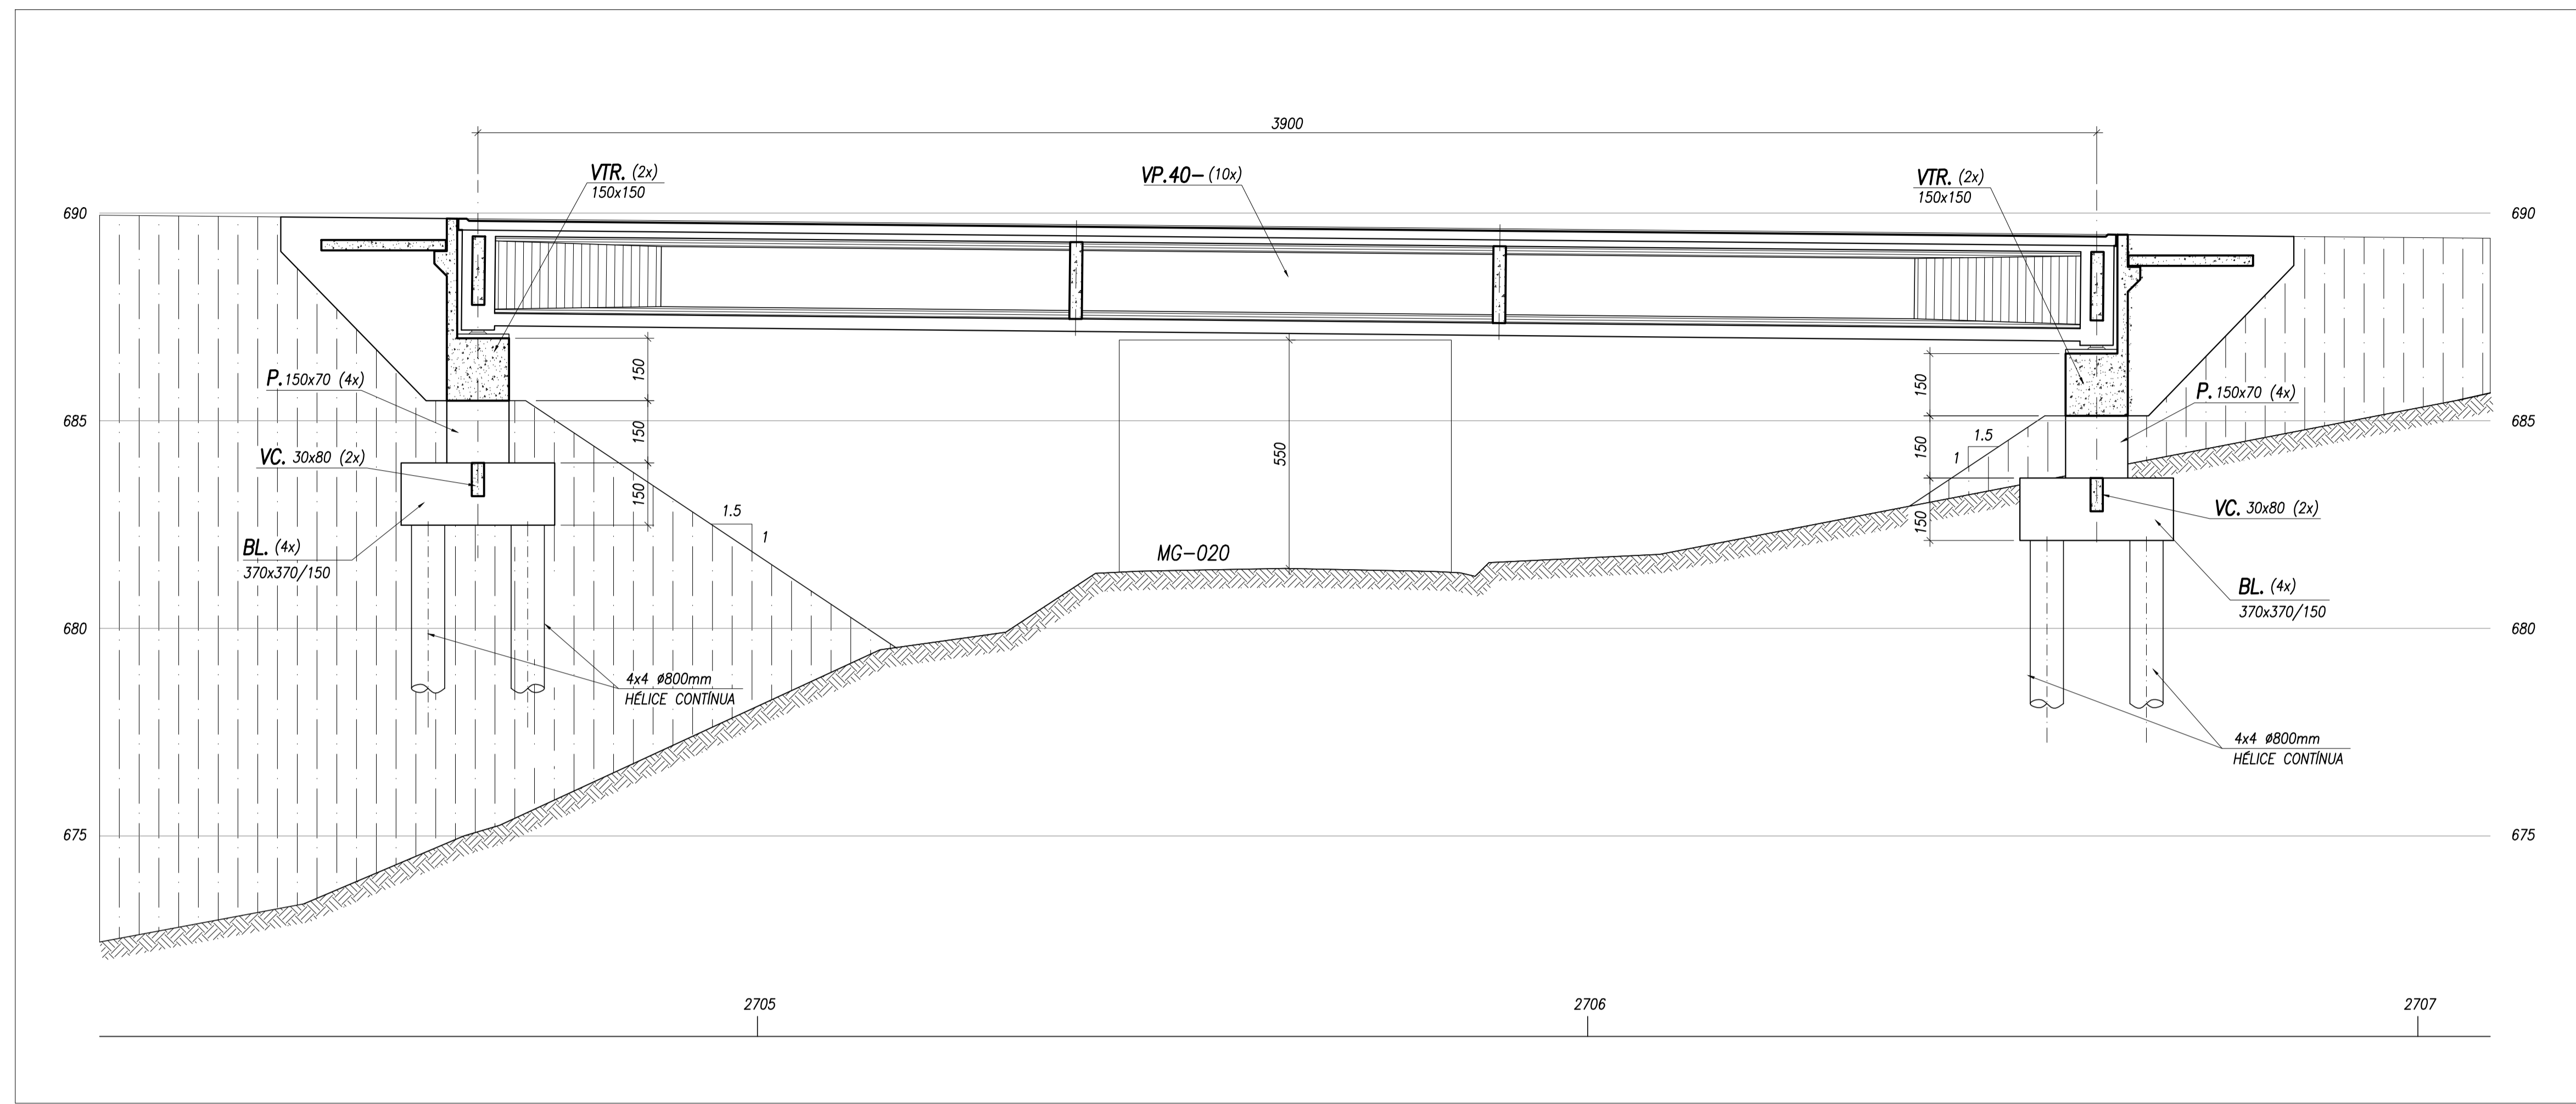 3900
VTR. (2x)
150x150
VP.40- (10x)
VTR. (2x)
150x150
690
690
150
P. 150x70 (4x)
150
P. 150x70 (4x)
685
685
150
VC. 30x80 (2x)
150
550
1.5
1
150
VC. 30x80 (2x)
150
1.5
1
BL. (4x)
370x370/150
MG-020
BL. (4x)
370x370/150
680
680
4x4 ø800mm
HÉLICE CONTÍNUA
4x4 ø800mm
HÉLICE CONTÍNUA
675
675
2705
2706
2707